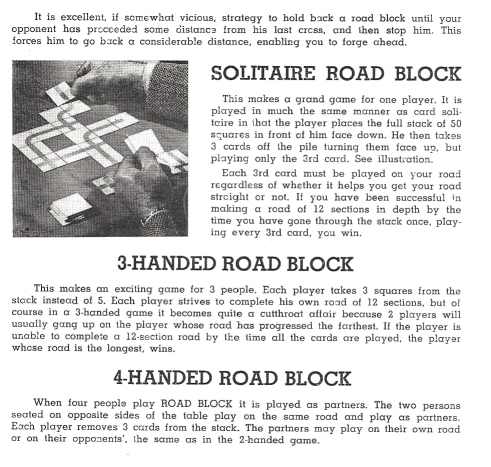 It is excellent, if somewhat vicious, strategy to hold back a road block until your
opponent has proceeded some distance from his last cross, and then stop him. This
forces him to go back a considerable distance, enabling you to forge ahead.
SOLITAIRE ROAD BLOCK
This makes a grand game for one player. It is
played in much the same manner as card soli-
taire in that the player places the full stack of 50
squares in front of him face down. He then takes
3 cards off the pile turning them face up, but
playing only the 3rd card. See illustration.
Each 3rd card must be played on your road
regardless of whether it helps you get your road
straight or not. If you have been successful in
making a road of 12 sections in depth by the
time you have gone through the stack once, play-
ing every 3rd card, you win.
3-HANDED ROAD BLOCK
This makes an exciting game for 3 people. Each player takes 3 squares from the
stack instead of 5. Each player strives to complete his own road of 12 sections, but of
course in a 3-handed game it becomes quite a cutthroat affair because 2 players will
usually gang up on the player whose road has progressed the farthest. If the player is
unable to complete a 12-section road by the time all the cards are played, the player
whose road is the longest, wins.
4-HANDED ROAD BLOCK
When four people play ROAD BLOCK it is played as partners. The two persons
seated on opposite sides of the table play on the same road and play as partners.
Each player removes 3 cards from the stack. The partners may play on their own road
or on their opponents', the same as in the 2-handed game.